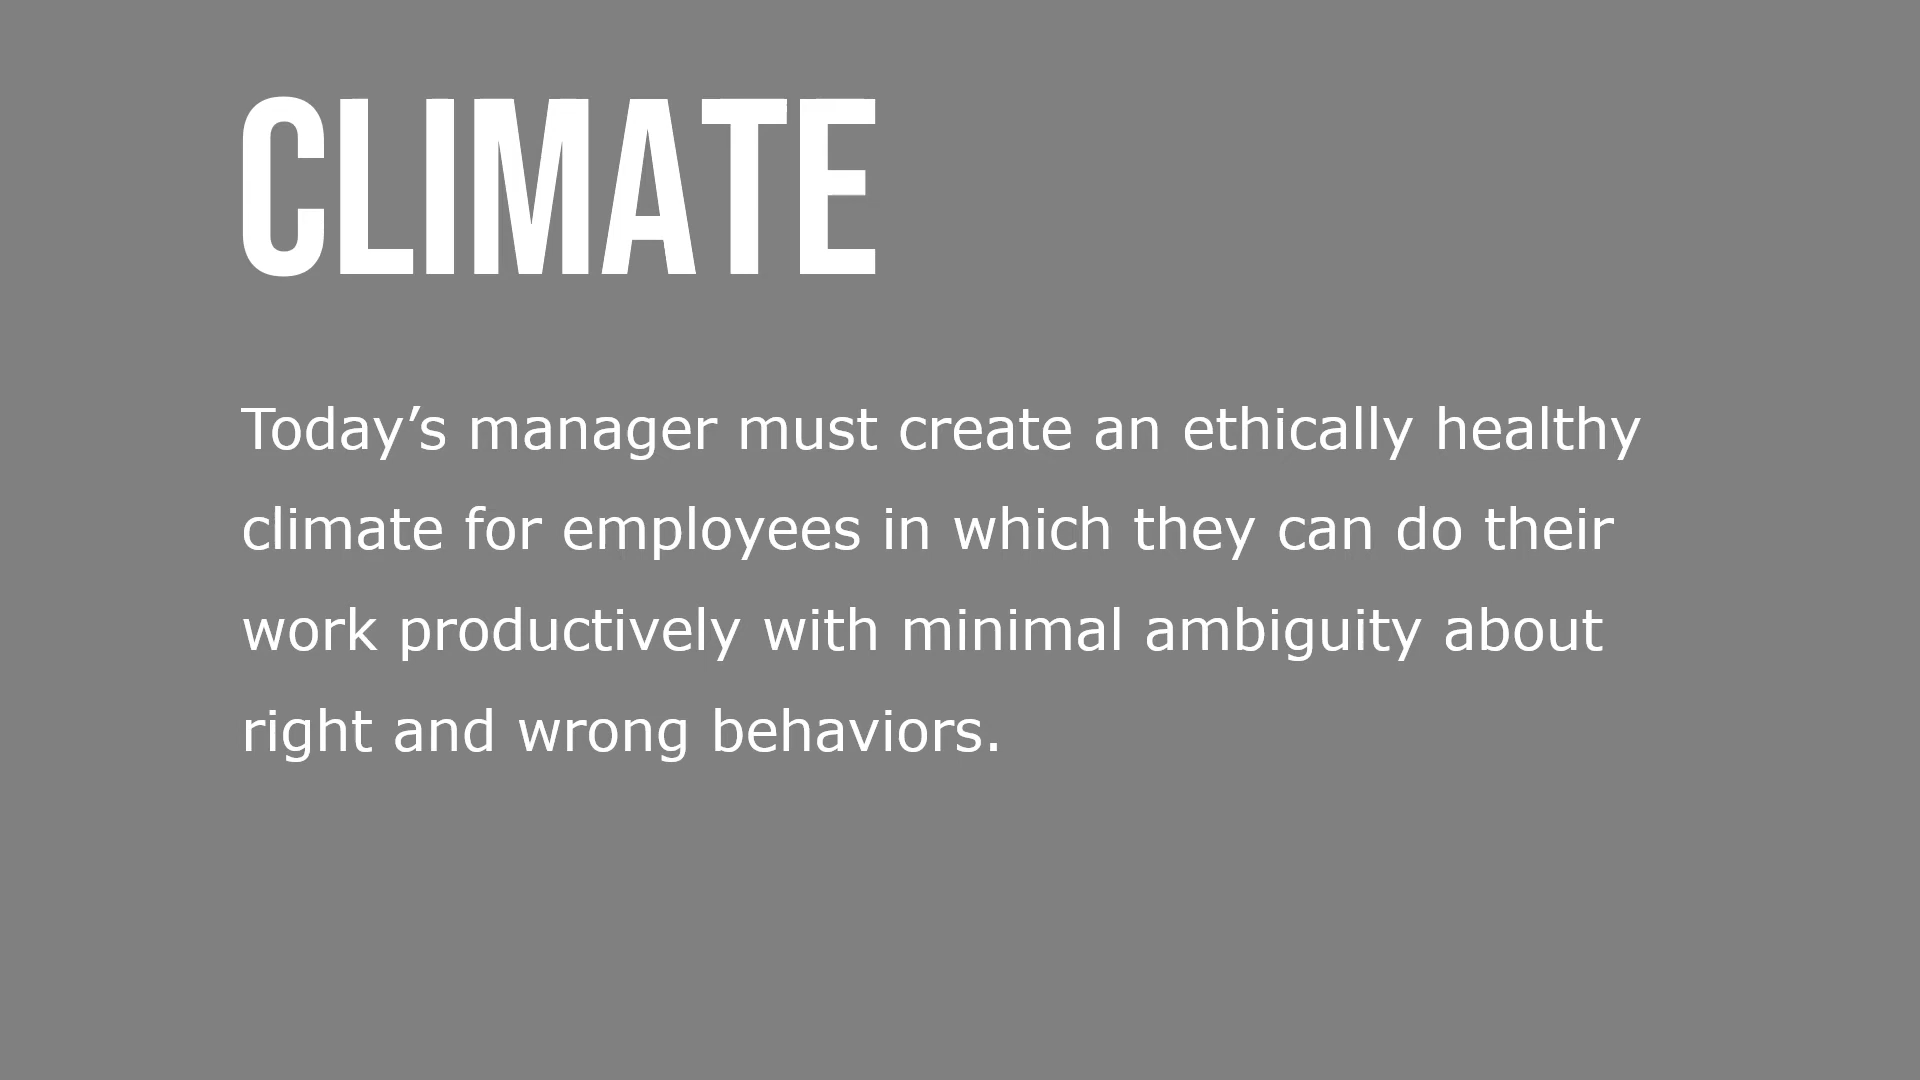 CLIMATE
Today’s manager must create an ethically healthy
climate for employees in which they can do their
work productively with minimal ambiguity about
right and wrong behaviors.